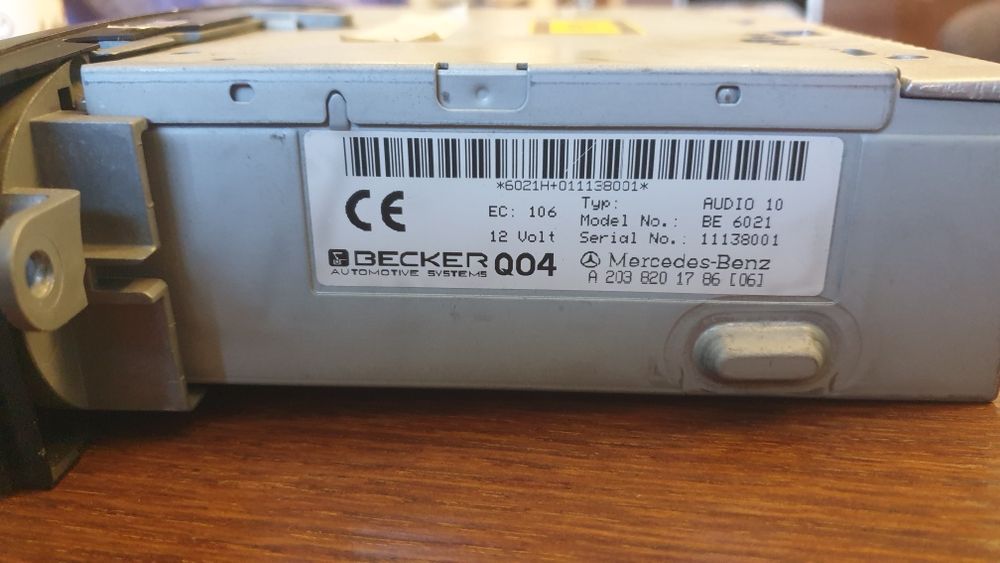 *6021H+011138001*
CE
EC: 106
12 Volt
Typ: AUDIO 10
Model No.: BE 6021
Serial No.: 11138001
BECKER
AUTOMOTIVE SYSTEMS
Q04
Mercedes-Benz
A 203 820 17 86 [06]